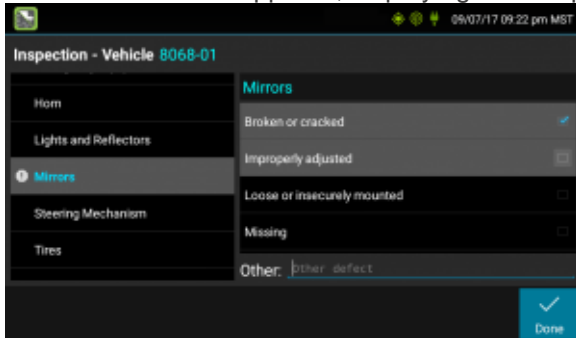 09/07/17 09:22 pm MST
Inspection - Vehicle 8068-01
Horn
Lights and Reflectors
Mirrors
Steering Mechanism
Tires
Mirrors
Broken or cracked
Improperly adjusted
Loose or insecurely mounted
Missing
Other: Other defect
Done